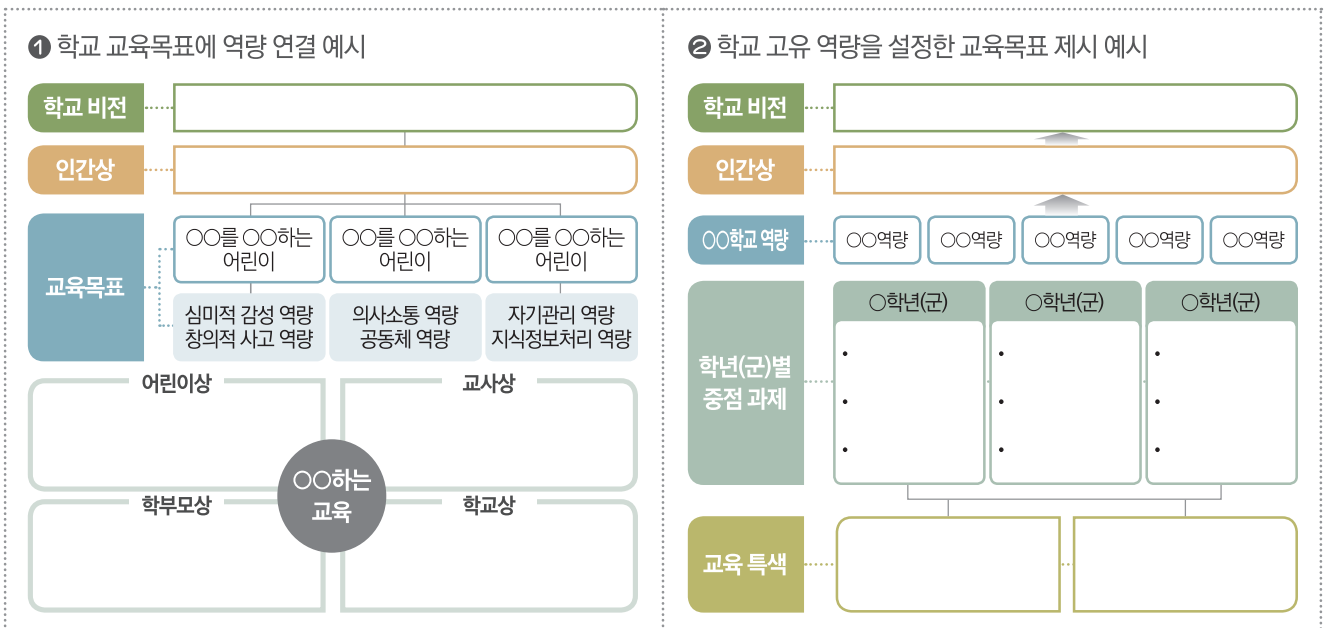 ❶ 학교 교육목표에 역량 연결 예시
학교 비전
인간상
교육목표
○○를 ○○하는
어린이
○○를 ○○하는
어린이
○○를 ○○하는
어린이
심미적 감성 역량
창의적 사고 역량
의사소통 역량
공동체 역량
자기관리 역량
지식정보처리 역량
어린이상
교사상
○○하는
교육
학부모상
학교상
❷ 학교 고유 역량을 설정한 교육목표 제시 예시
학교 비전
인간상
○○학교 역량
○○역량
○○역량
○○역량
○○역량
○○역량
학년(군)별
중점 과제
○학년(군)
○학년(군)
○학년(군)
•
•
•
•
•
•
•
•
•
교육 특색